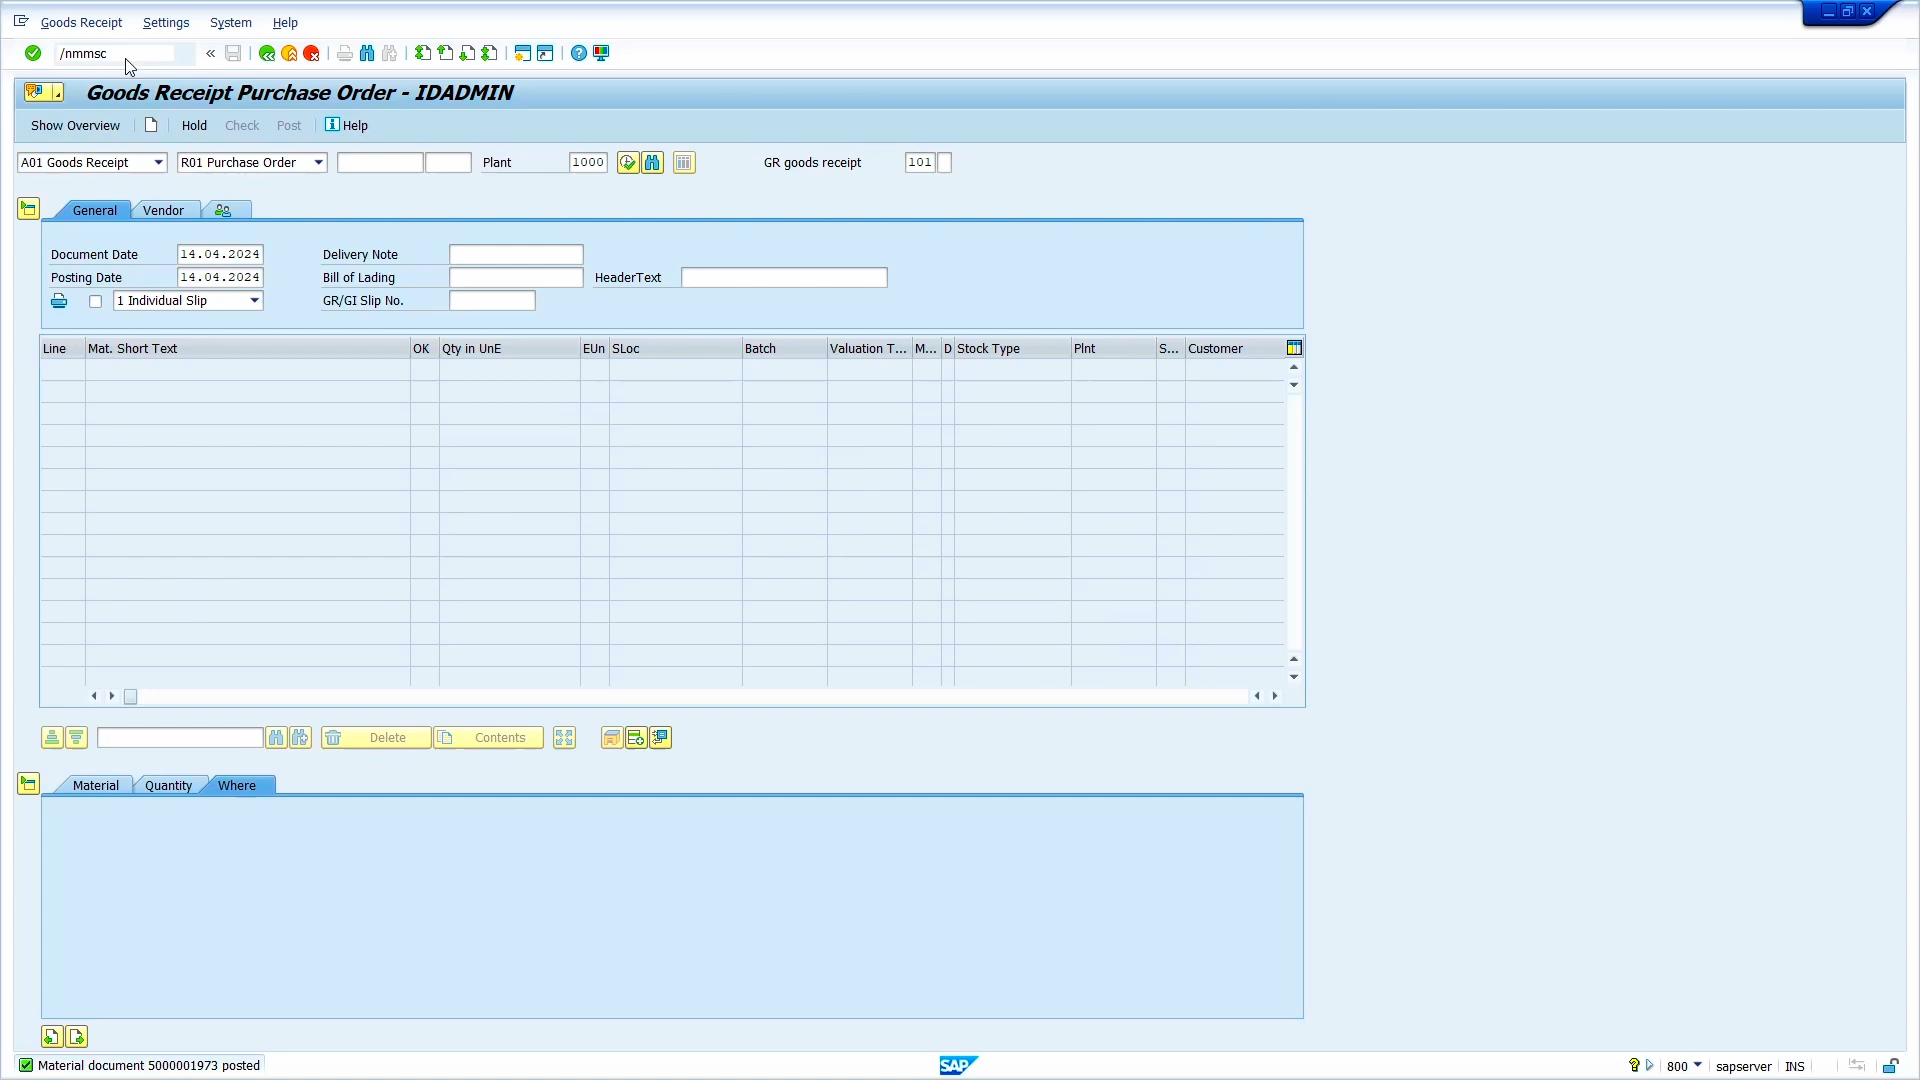 Goods Receipt Settings System Help
/nmmsc «
Goods Receipt Purchase Order - IDADMIN
Show Overview Hold Check Post Help
A01 Goods Receipt R01 Purchase Order Plant 1000 GR goods receipt 101
General Vendor
Document Date 14.04.2024 Delivery Note
Posting Date 14.04.2024 Bill of Lading HeaderText
1 Individual Slip GR/GI Slip No.
Line Mat. Short Text OK Qty in UnE EUn SLoc Batch Valuation T... M... D Stock Type Plnt S... Customer
Delete Contents
Material Quantity Where
Material document 5000001973 posted SAP 800 sapserver INS